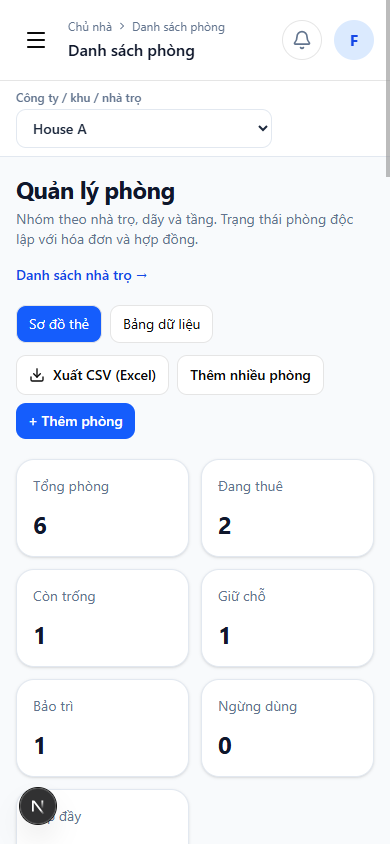 Chủ nhà > Danh sách phòng
Danh sách phòng
F
Công ty / khu / nhà trọ
House A
Quản lý phòng
Nhóm theo nhà trọ, dãy và tầng. Trạng thái phòng độc
lập với hóa đơn và hợp đồng.
Danh sách nhà trọ →
Sơ đồ thẻ
Bảng dữ liệu
Xuất CSV (Excel)
Thêm nhiều phòng
+ Thêm phòng
Tổng phòng
6
Đang thuê
2
Còn trống
1
Giữ chỗ
1
Bảo trì
1
Ngừng dùng
0
N
đầy